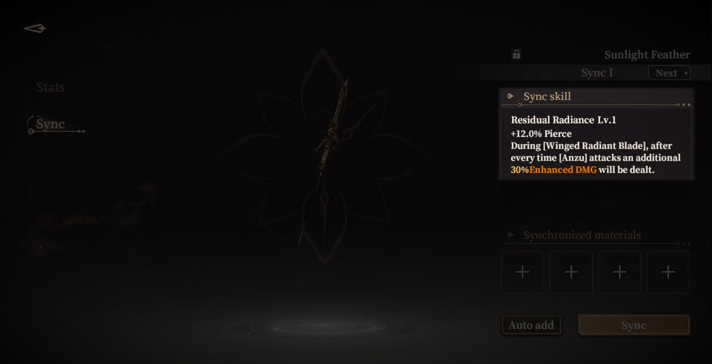 Sunlight Feather
Stats
Sync I
Next
Sync
Sync skill
Residual Radiance Lv.1
+12.0% Pierce
During [Winged Radiant Blade], after
every time [Anzu] attacks an additional
30%Enhanced DMG will be dealt.
Synchronized materials
Auto add
Sync